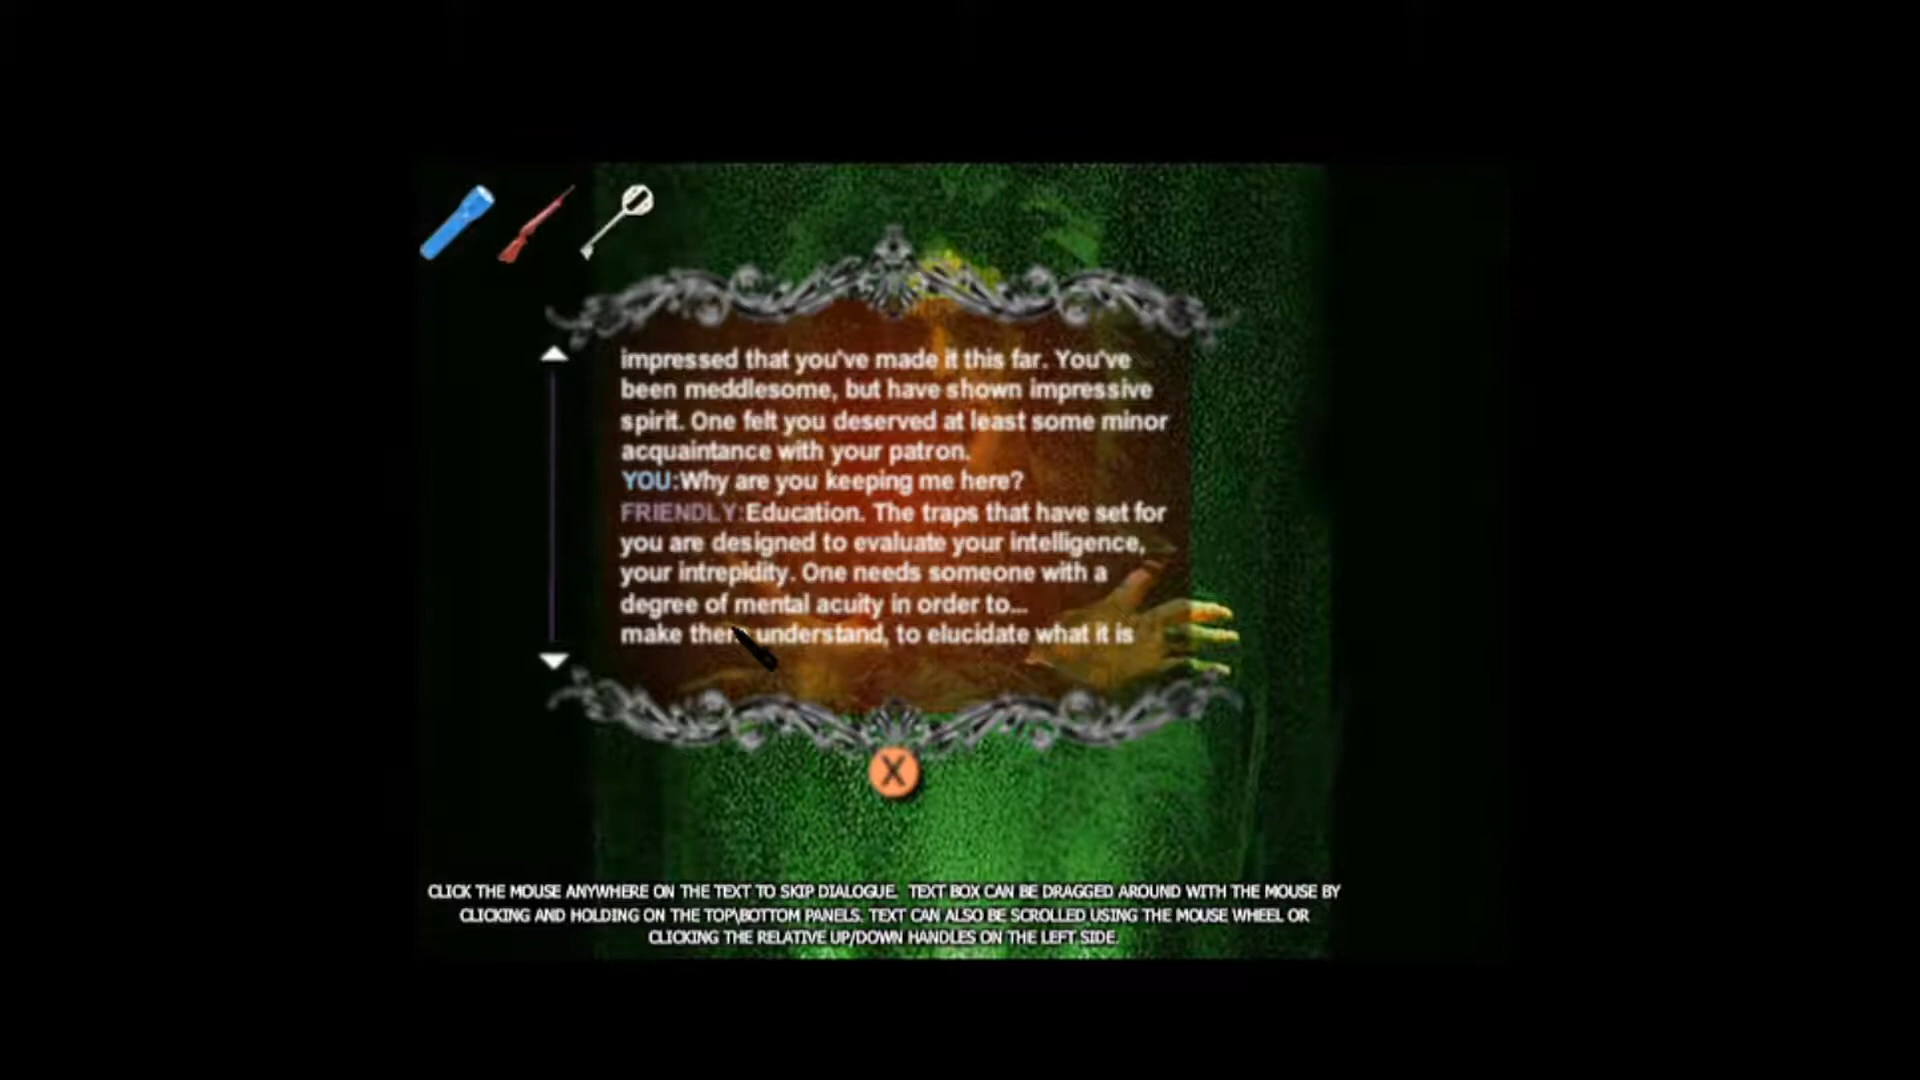 impressed that you've made it this far. You've
been meddlesome, but have shown impressive
spirit. One felt you deserved at least some minor
acquaintance with your patron.
YOU:Why are you keeping me here?
FRIENDLY:Education. The traps that have set for
you are designed to evaluate your intelligence,
your intrepidity. One needs someone with a
degree of mental acuity in order to...
make them understand, to elucidate what it is
X
CLICK THE MOUSE ANYWHERE ON THE TEXT TO SKIP DIALOGUE. TEXT BOX CAN BE DRAGGED AROUND WITH THE MOUSE BY
CLICKING AND HOLDING ON THE TOP\BOTTOM PANELS. TEXT CAN ALSO BE SCROLLED USING THE MOUSE WHEEL OR
CLICKING THE RELATIVE UP/DOWN HANDLES ON THE LEFT SIDE.